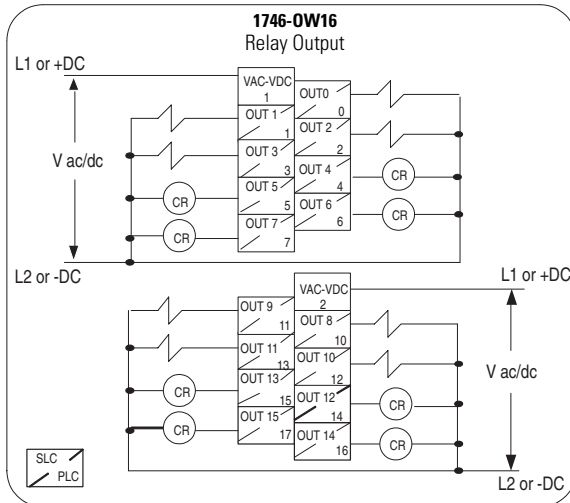 1746-OW16
Relay Output
L1 or +DC
VAC-VDC
1
OUT0
0
OUT 1
1
OUT 2
2
OUT 3
3
V ac/dc
OUT 4
4
CR
OUT 5
5
CR
OUT 6
6
CR
OUT 7
7
CR
L2 or -DC
L1 or +DC
VAC-VDC
2
OUT 9
11
OUT 8
10
OUT 11
13
OUT 10
12
V ac/dc
CR
OUT 13
15
OUT 12
14
CR
CR
OUT 15
17
OUT 14
16
CR
SLC
PLC
L2 or -DC